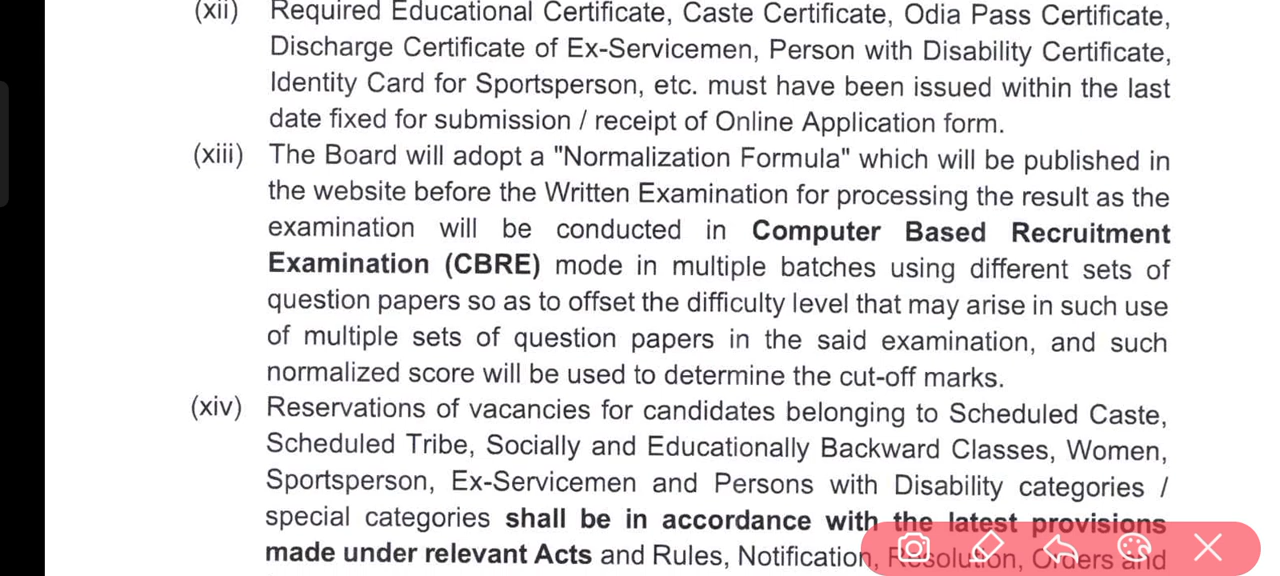 (xii) Required Educational Certificate, Caste Certificate, Odia Pass Certificate,
Discharge Certificate of Ex-Servicemen, Person with Disability Certificate,
Identity Card for Sportsperson, etc. must have been issued within the last
date fixed for submission / receipt of Online Application form.
(xiii) The Board will adopt a "Normalization Formula" which will be published in
the website before the Written Examination for processing the result as the
examination will be conducted in Computer Based Recruitment
Examination (CBRE) mode in multiple batches using different sets of
question papers so as to offset the difficulty level that may arise in such use
of multiple sets of question papers in the said examination, and such
normalized score will be used to determine the cut-off marks.
(xiv) Reservations of vacancies for candidates belonging to Scheduled Caste,
Scheduled Tribe, Socially and Educationally Backward Classes, Women,
Sportsperson, Ex-Servicemen and Persons with Disability categories /
special categories shall be in accordance with the latest provisions
made under relevant Acts and Rules, Notification, Resolution, Orders and